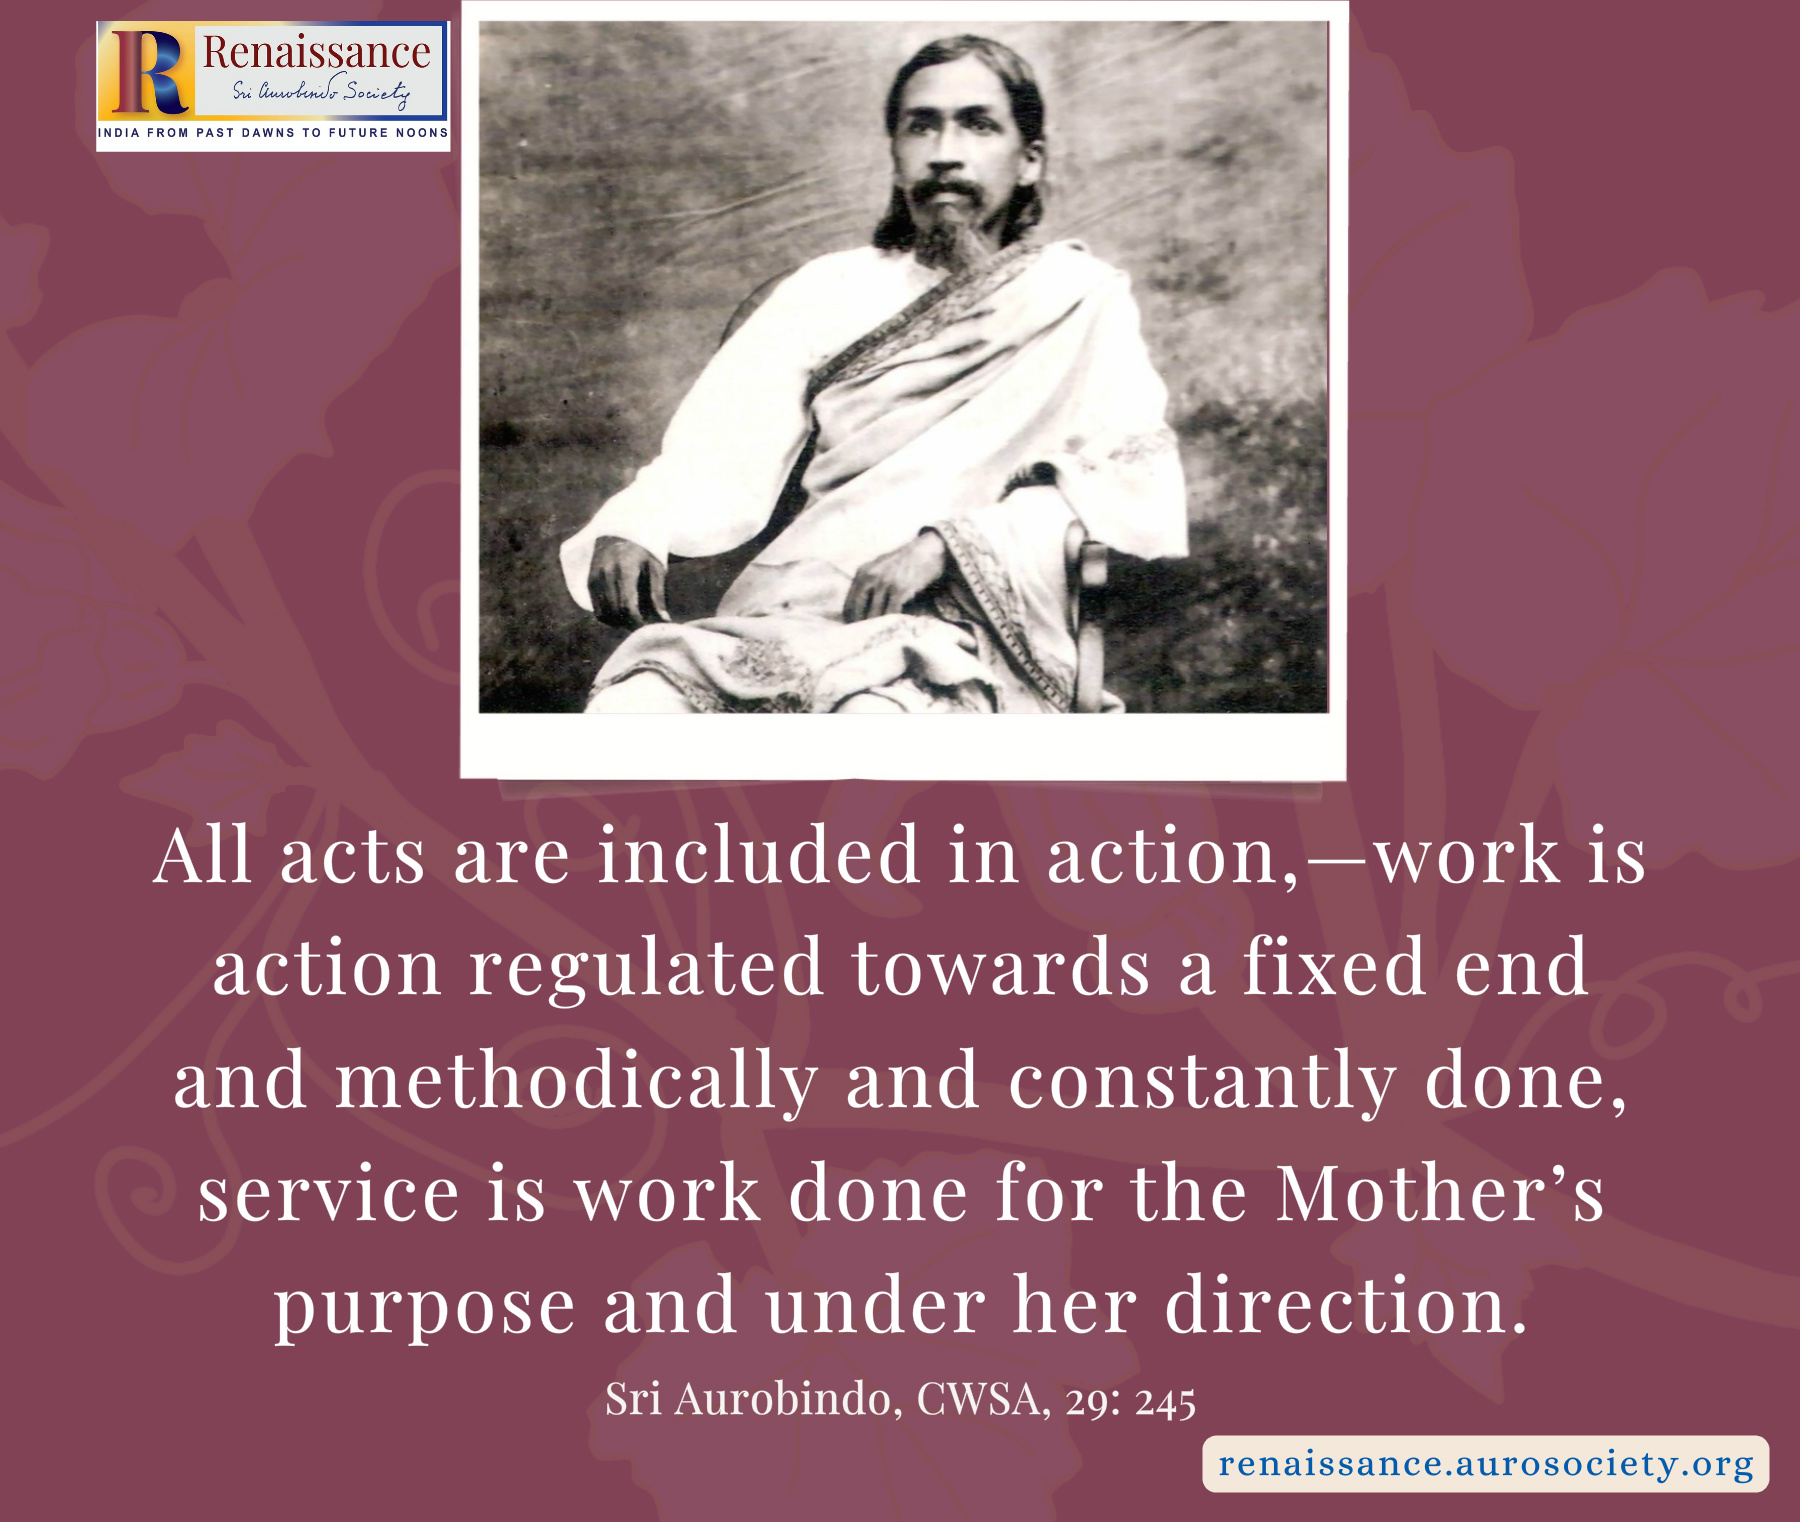 R Renaissance
Sri Aurobindo Society
INDIA FROM PAST DAWNS TO FUTURE NOONS
All acts are included in action,—work is
action regulated towards a fixed end
and methodically and constantly done,
service is work done for the Mother’s
purpose and under her direction.
Sri Aurobindo, CWSA, 29: 245
renaissance.aurosociety.org